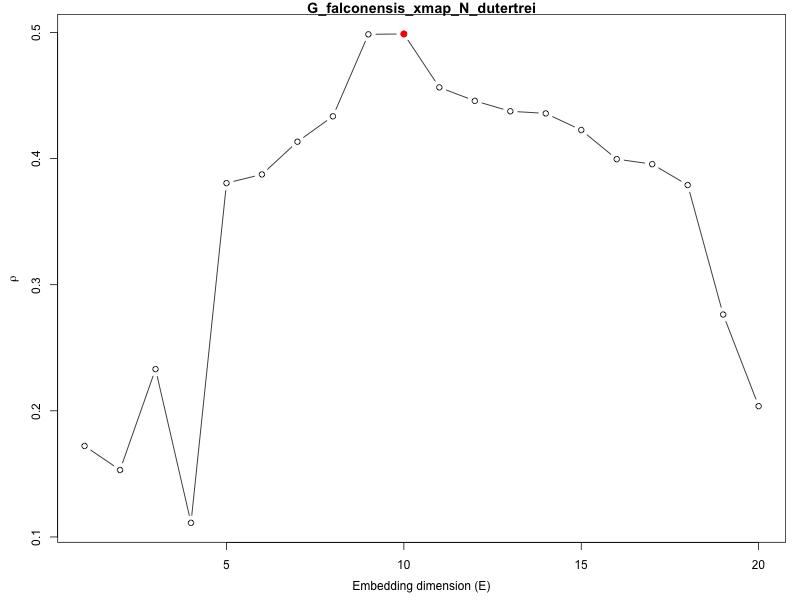 G_falconensis_xmap_N_dutertrei
0.5
0.4
0.3
0.2
0.1
ρ
5 10 15 20
Embedding dimension (E)